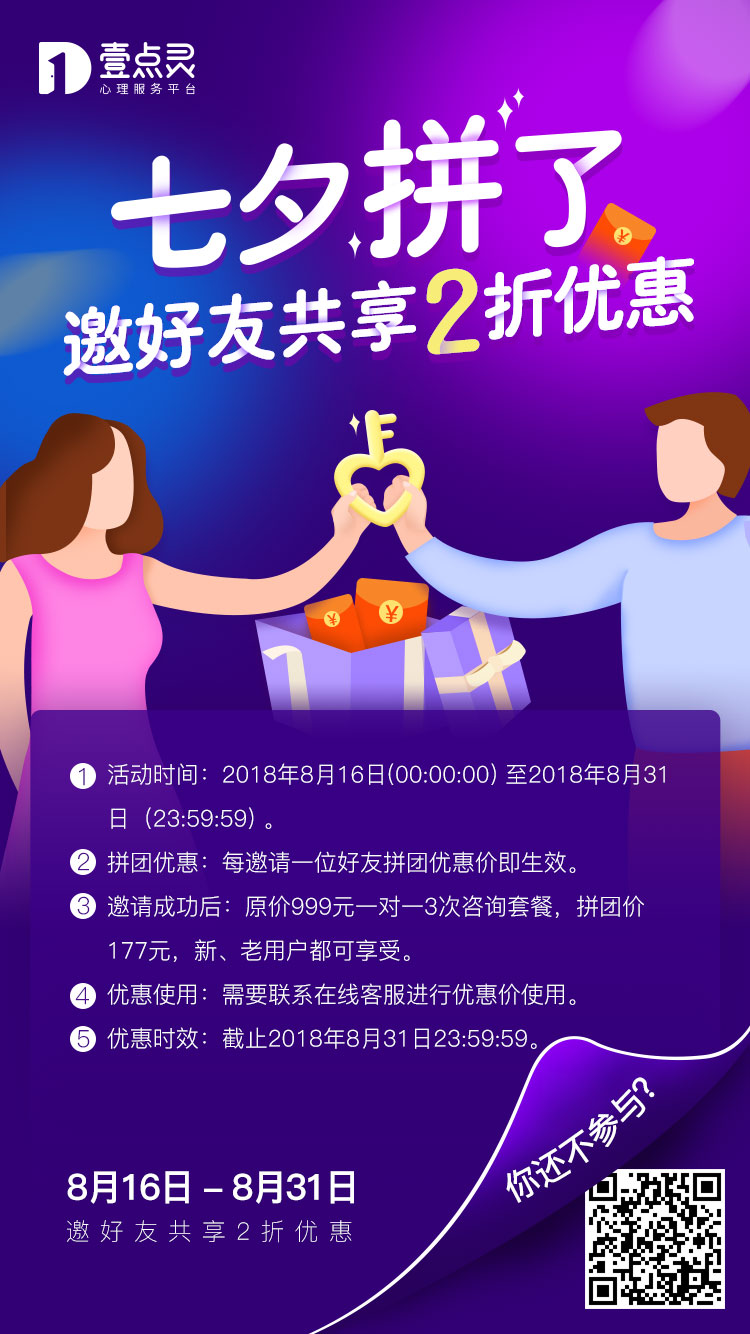 壹点灵
心理服务平台
七夕拼了
邀好友共享2折优惠
¥
¥
¥
1 活动时间：2018年8月16日(00:00:00) 至2018年8月31
日（23:59:59）。
2 拼团优惠：每邀请一位好友拼团优惠价即生效。
3 邀请成功后：原价999元一对一3次咨询套餐，拼团价
177元，新、老用户都可享受。
4 优惠使用：需要联系在线客服进行优惠价使用。
5 优惠时效：截止2018年8月31日23:59:59。
你还不参与?
8月16日 – 8月31日
邀好友共享2折优惠